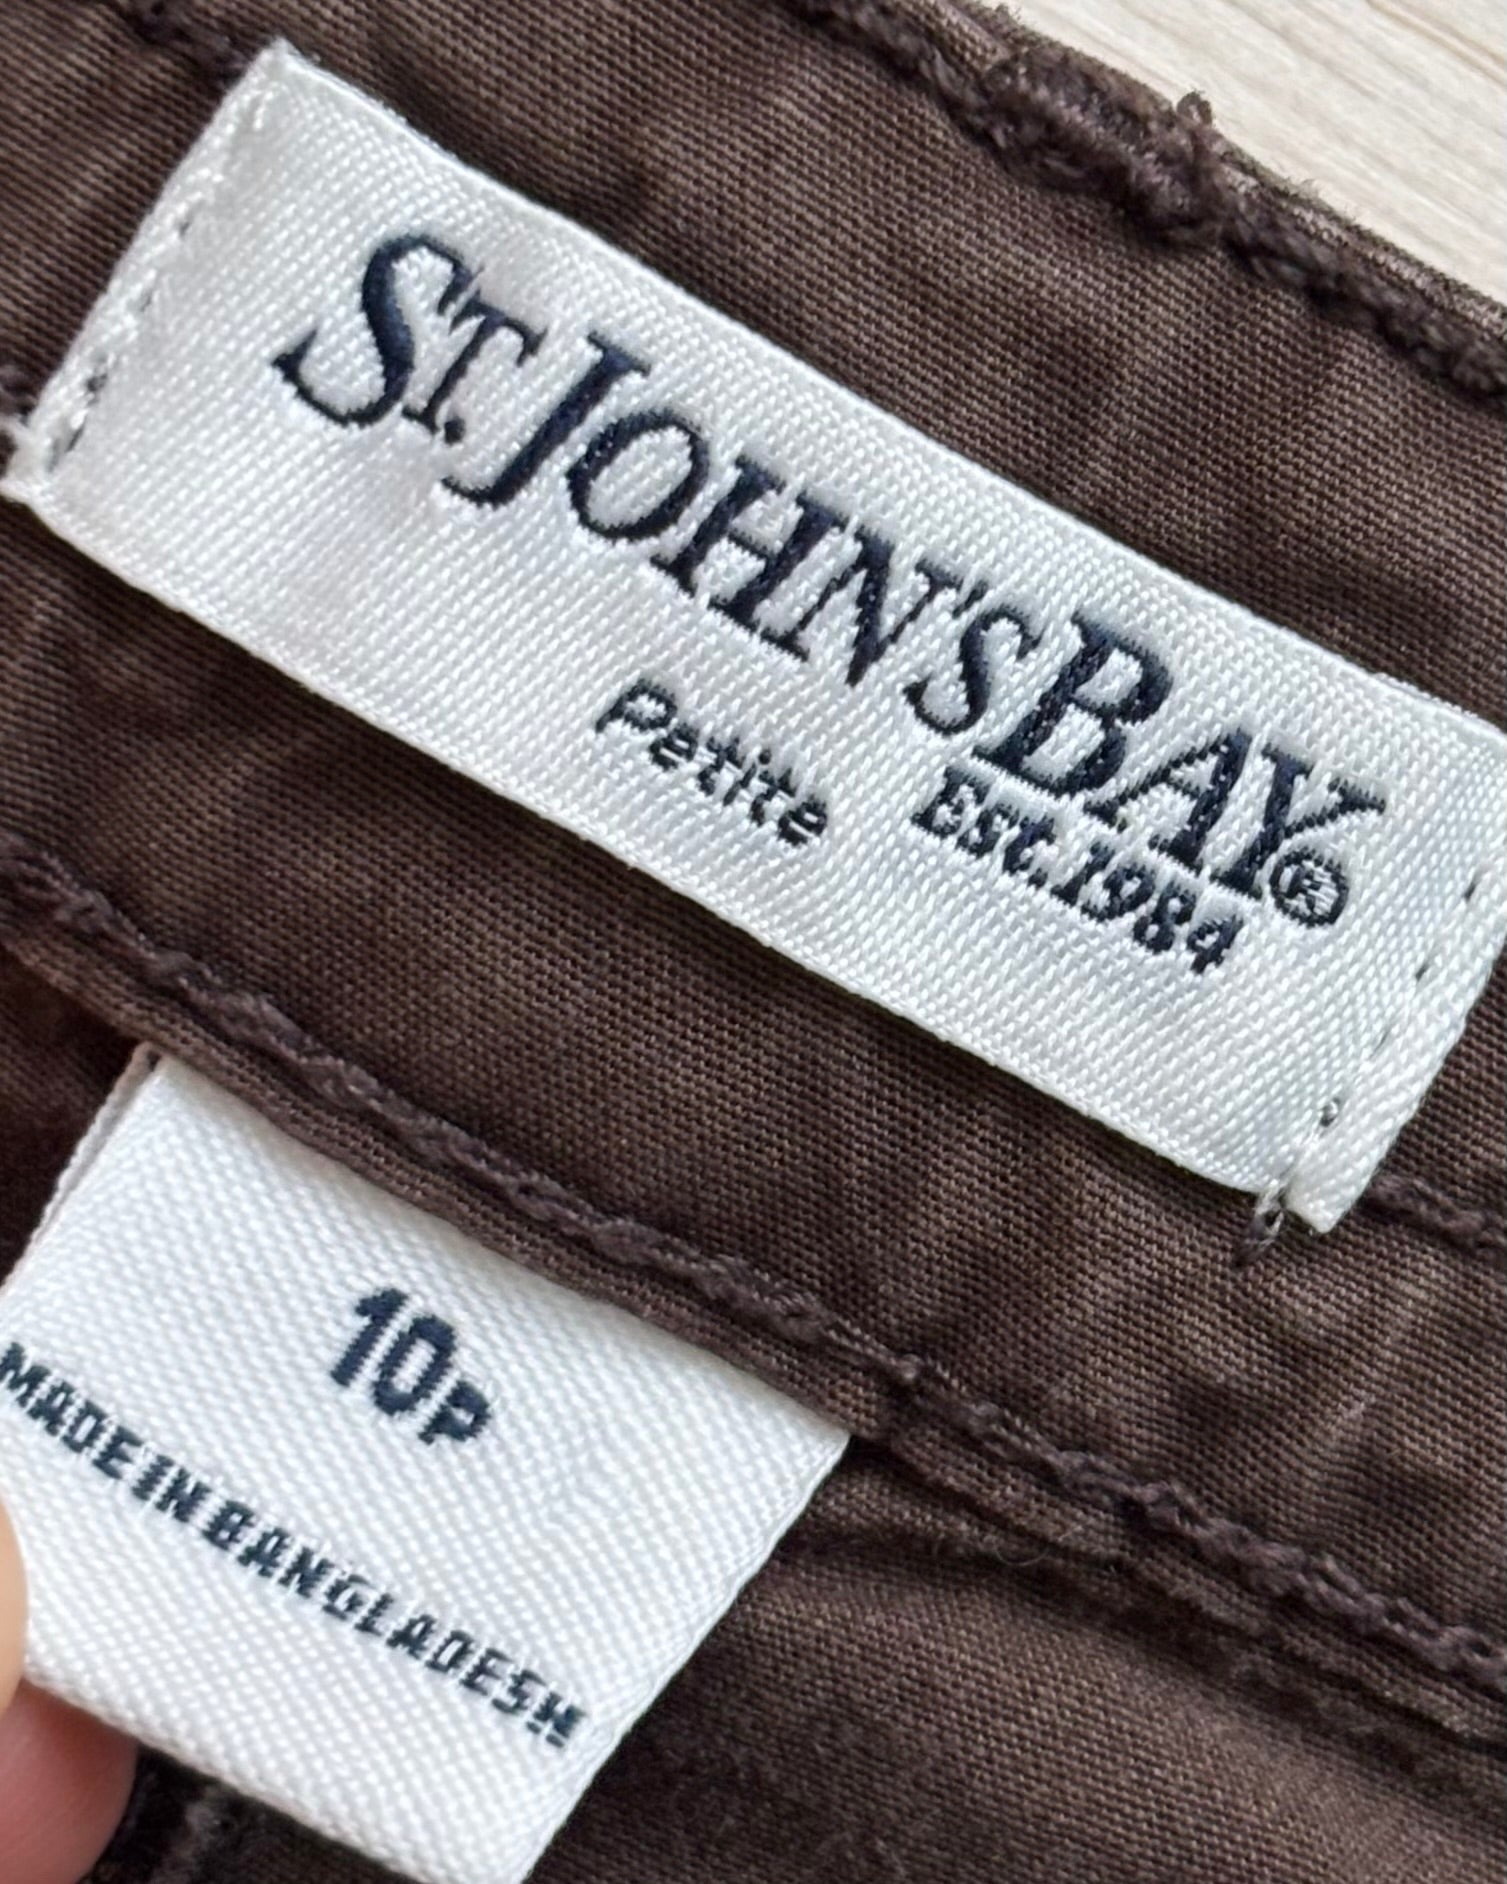 ST. JOHN'S BAY®
Petite Est.1984
10P
MADE IN BANGLADESH